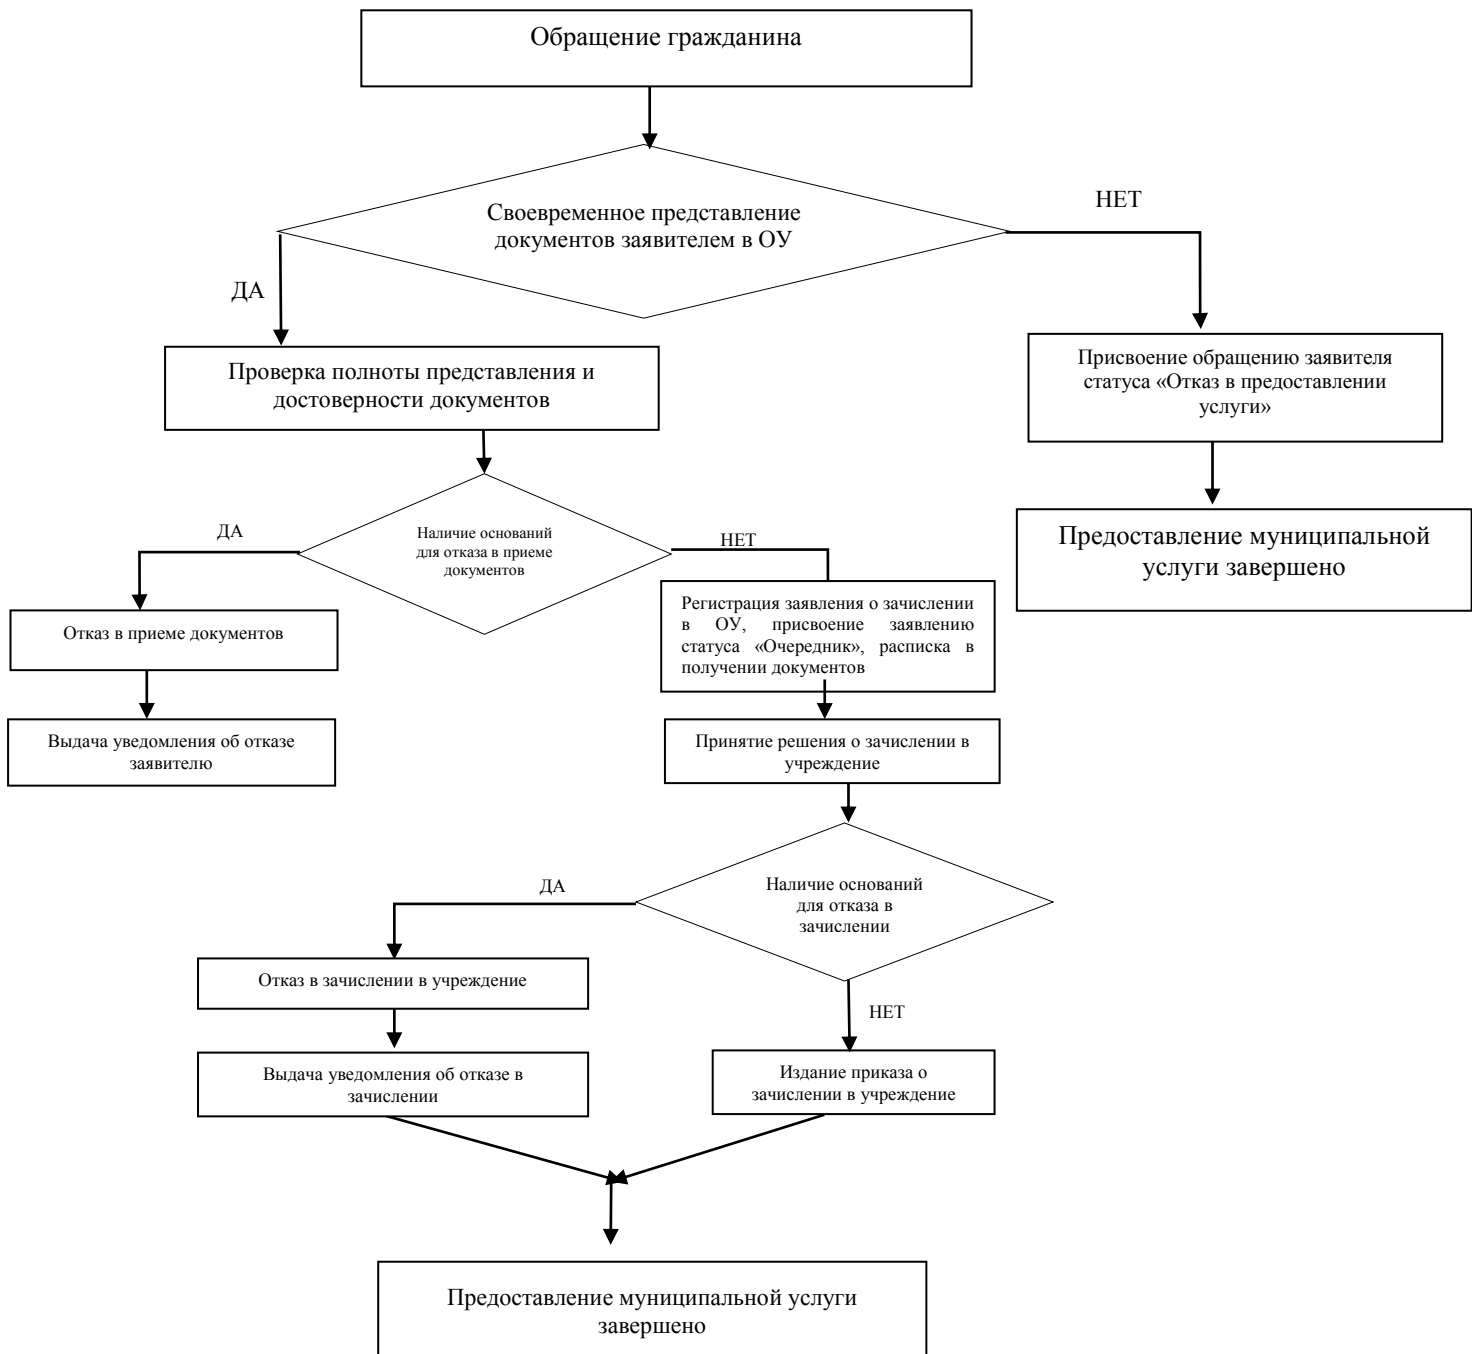 Обращение гражданина
Своевременное представление
документов заявителем в ОУ
НЕТ
ДА
Проверка полноты представления и
достоверности документов
Присвоение обращению заявителя
статуса «Отказ в предоставлении
услуги»
Предоставление муниципальной
услуги завершено
ДА
Наличие оснований
для отказа в приеме
документов
НЕТ
Отказ в приеме документов
Регистрация заявления о зачислении
в ОУ, присвоение заявлению
статуса «Очередник», расписка в
получении документов
Выдача уведомления об отказе
заявителю
Принятие решения о зачислении в
учреждение
ДА
Наличие оснований
для отказа в
зачислении
Отказ в зачислении в учреждение
НЕТ
Выдача уведомления об отказе в
зачислении
Издание приказа о
зачислении в учреждение
Предоставление муниципальной услуги
завершено